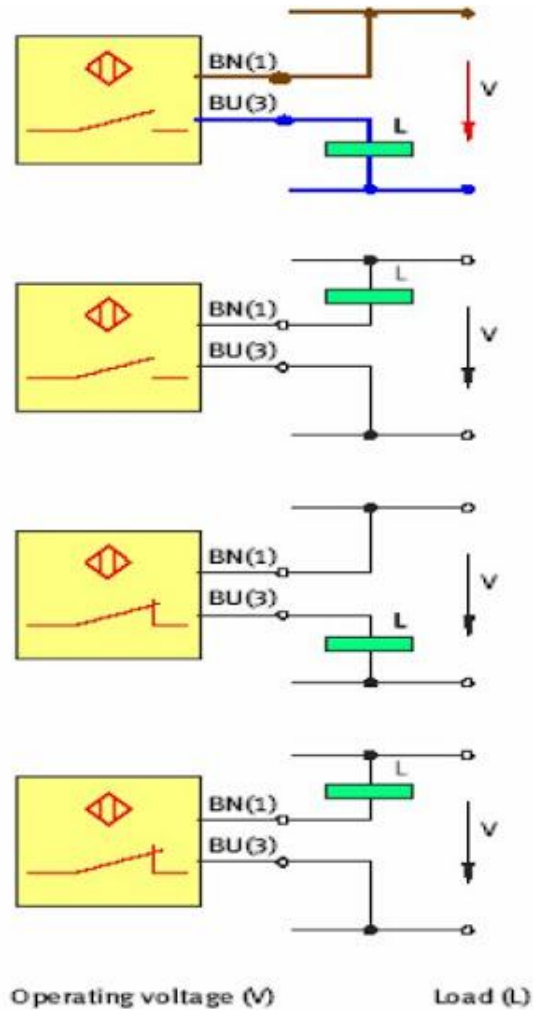 BN(1)
BU(3)
L
V
L
BN(1)
BU(3)
V
BN(1)
BU(3)
L
V
L
BN(1)
BU(3)
V
Operating voltage (V) Load (L)